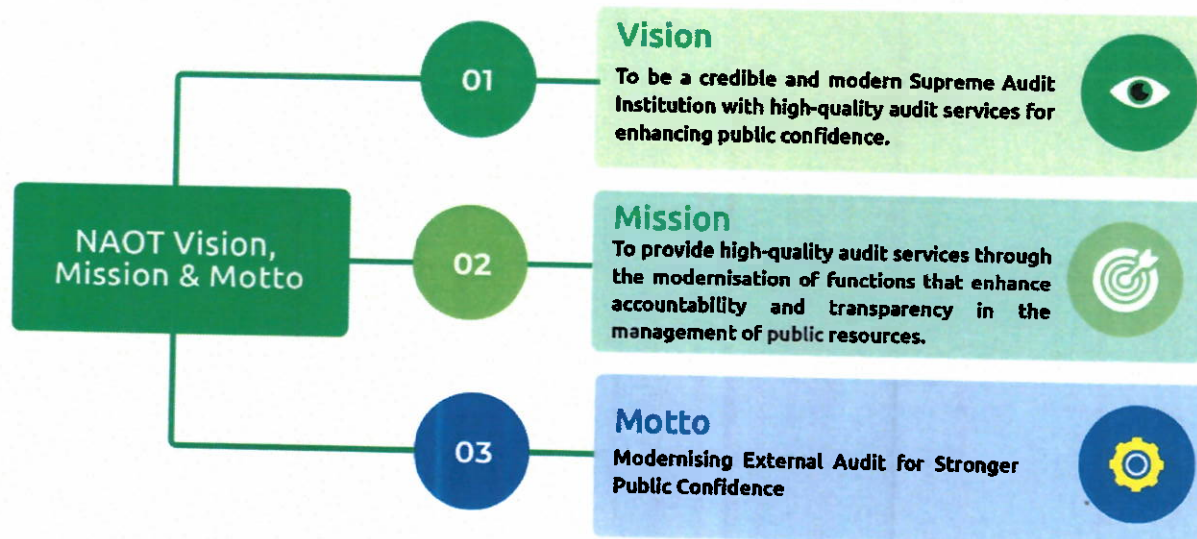 NAOT Vision,
Mission & Motto
01
Vision
To be a credible and modern Supreme Audit
Institution with high-quality audit services for
enhancing public confidence.
02
Mission
To provide high-quality audit services through
the modernisation of functions that enhance
accountability and transparency in the
management of public resources.
03
Motto
Modernising External Audit for Stronger
Public Confidence